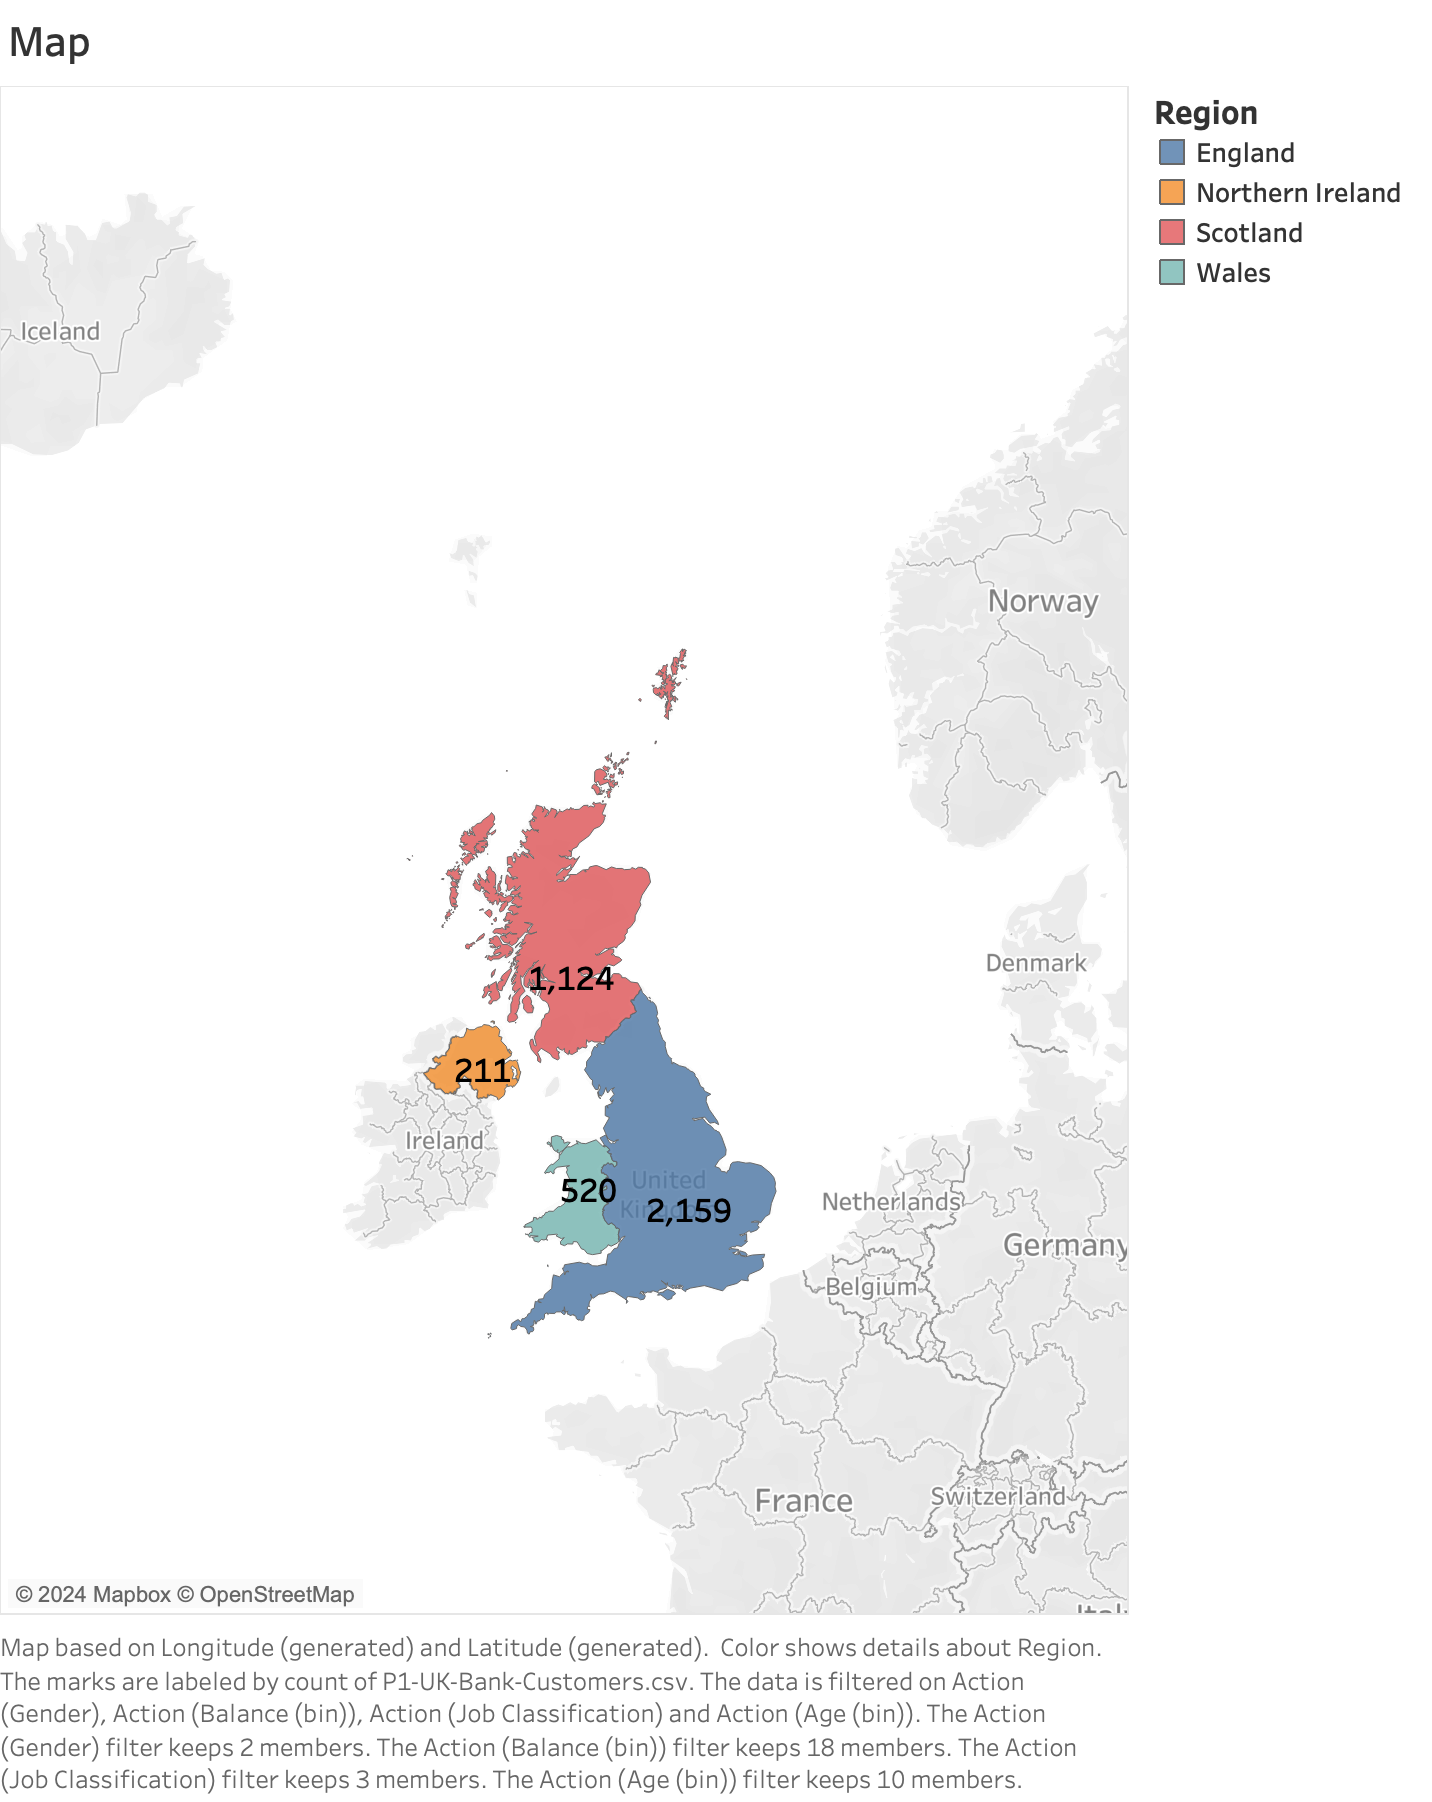 Map
Region
England
Northern Ireland
Scotland
Wales
Iceland
Norway
Denmark
1,124
211
Ireland
520
United
2,159
Netherlands
Germany
Belgium
France
Switzerland
© 2024 Mapbox © OpenStreetMap
Map based on Longitude (generated) and Latitude (generated).  Color shows details about Region.
The marks are labeled by count of P1-UK-Bank-Customers.csv. The data is filtered on Action
(Gender), Action (Balance (bin)), Action (Job Classification) and Action (Age (bin)). The Action
(Gender) filter keeps 2 members. The Action (Balance (bin)) filter keeps 18 members. The Action
(Job Classification) filter keeps 3 members. The Action (Age (bin)) filter keeps 10 members.